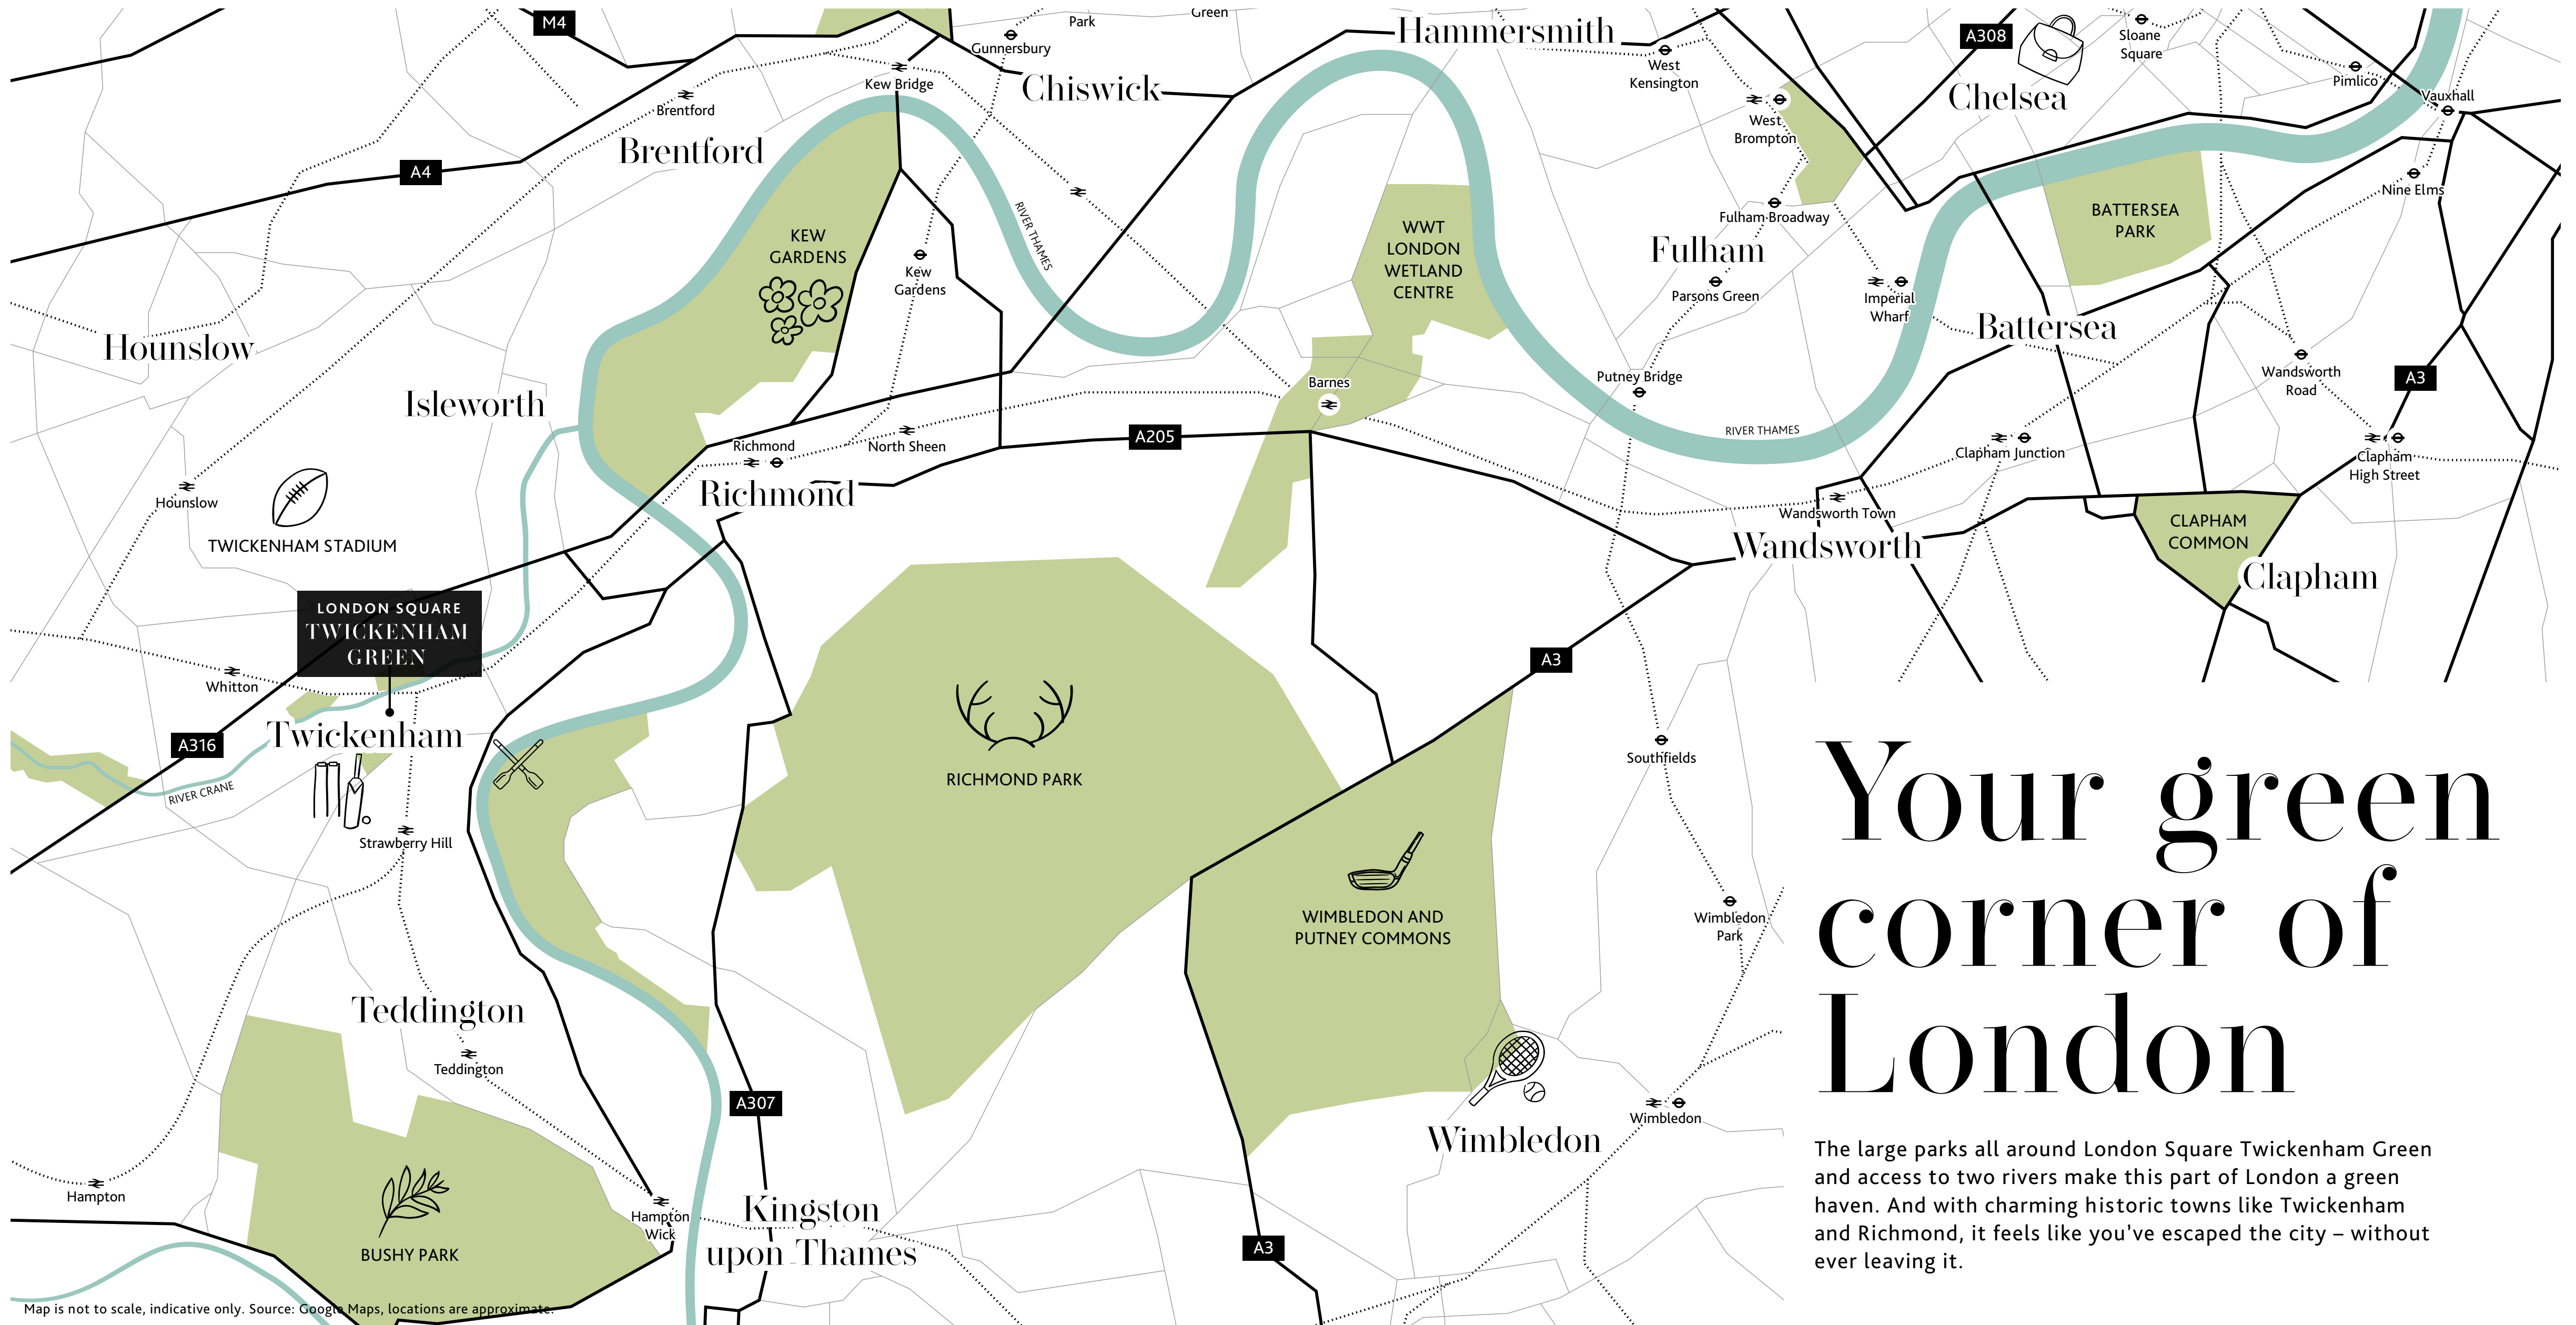 M4
Park
Green
Gunnersbury
Hammersmith
A308
Sloane
Square
West
Kensington
Pimlico
Kew Bridge
Chiswick
Chelsea
Vauxhall
Brentford
Brentford
West
Brompton
A4
Nine Elms
BATTERSEA
PARK
Fulham Broadway
RIVER THAMES
KEW
GARDENS
WWT
LONDON
WETLAND
CENTRE
Fulham
Kew
Gardens
Parsons Green
Imperial
Wharf
Battersea
Hounslow
Wandsworth
Road
Putney Bridge
A3
Barnes
Isleworth
RIVER THAMES
A205
Richmond
North Sheen
Clapham Junction
Clapham
High Street
Richmond
Hounslow
Wandsworth Town
CLAPHAM
COMMON
TWICKENHAM STADIUM
Wandsworth
Clapham
LONDON SQUARE
TWICKENHAM
GREEN
A3
Whitton
Twickenham
A316
Southfields
RICHMOND PARK
RIVER CRANE
Strawberry Hill
WIMBLEDON AND
PUTNEY COMMONS
Wimbledon
Park
Teddington
Teddington
A307
Wimbledon
Wimbledon
Hampton
Hampton
Wick
Kingston
upon Thames
BUSHY PARK
A3
Map is not to scale, indicative only. Source: Google Maps, locations are approximate.
Your green
corner of
London
The large parks all around London Square Twickenham Green
and access to two rivers make this part of London a green
haven. And with charming historic towns like Twickenham
and Richmond, it feels like you've escaped the city – without
ever leaving it.